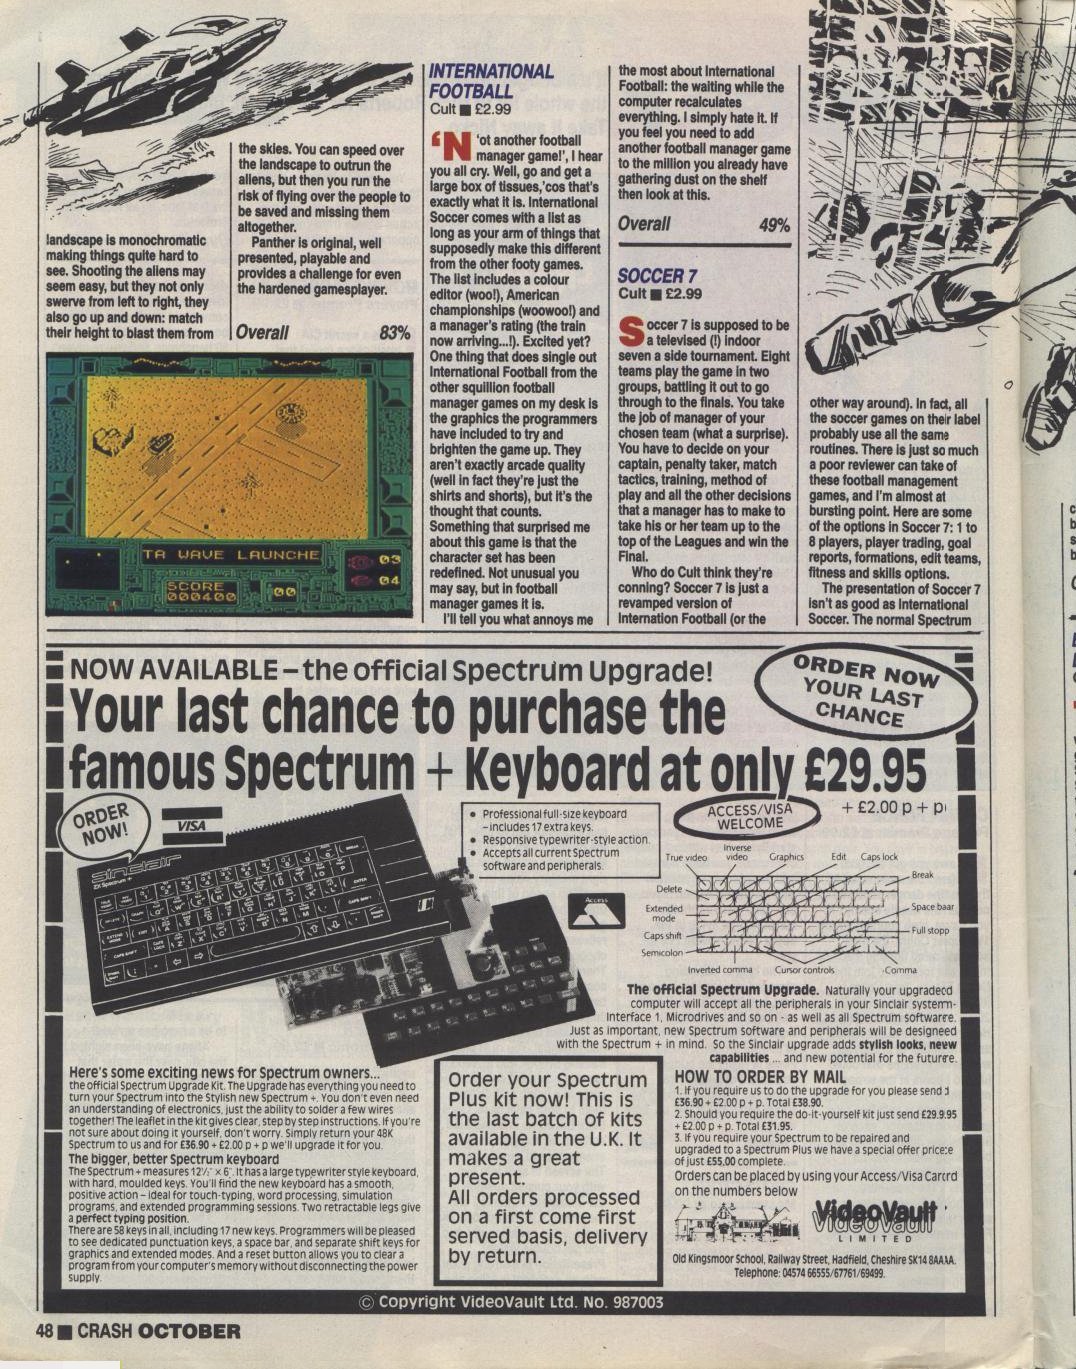 landscape is monochromatic
making things quite hard to
see. Shooting the aliens may
seem easy, but they not only
swerve from left to right, they
also go up and down: match
their height to blast them from
the skies. You can speed over
the landscape to outrun the
aliens, but then you run the
risk of flying over the people to
be saved and missing them
altogether.
Panther is original, well
presented, playable and
provides a challenge for even
the hardened gamesplayer.
Overall 83%
TA WAVE LAUNCHE
03
SCORE
000400
00
04
INTERNATIONAL
FOOTBALL
Cult ■ £2.99
'N'ot another football
manager game!', I hear
you all cry. Well, go and get a
large box of tissues,'cos that's
exactly what it is. International
Soccer comes with a list as
long as your arm of things that
supposedly make this different
from the other footy games.
The list includes a colour
editor (woo!), American
championships (woowoo!) and
a manager's rating (the train
now arriving...!). Excited yet?
One thing that does single out
International Football from the
other squillion football
manager games on my desk is
the graphics the programmers
have included to try and
brighten the game up. They
aren't exactly arcade quality
(well in fact they're just the
shirts and shorts), but it's the
thought that counts.
Something that surprised me
about this game is that the
character set has been
redefined. Not unusual you
may say, but in football
manager games it is.
I'll tell you what annoys me
the most about International
Football: the waiting while the
computer recalculates
everything. I simply hate it. If
you feel you need to add
another football manager game
to the million you already have
gathering dust on the shelf
then look at this.
Overall 49%
SOCCER 7
Cult ■ £2.99
Soccer 7 is supposed to be
a televised (!) indoor
seven a side tournament. Eight
teams play the game in two
groups, battling it out to go
through to the finals. You take
the job of manager of your
chosen team (what a surprise).
You have to decide on your
captain, penalty taker, match
tactics, training, method of
play and all the other decisions
that a manager has to make to
take his or her team up to the
top of the Leagues and win the
Final.
Who do Cult think they're
conning? Soccer 7 is just a
revamped version of
Internation Football (or the
other way around). In fact, all
the soccer games on their label
probably use all the same
routines. There is just so much
a poor reviewer can take of
these football management
games, and I'm almost at
bursting point. Here are some
of the options in Soccer 7: 1 to
8 players, player trading, goal
reports, formations, edit teams,
fitness and skills options.
The presentation of Soccer 7
isn't as good as International
Soccer. The normal Spectrum
NOW AVAILABLE – the official Spectrum Upgrade!
Your last chance to purchase the
famous Spectrum + Keyboard at only £29.95
ORDER NOW
YOUR LAST
CHANCE
+ £2.00 p + p
ORDER
NOW!
VISA
sinclair
ZX Spectrum +
• Professional full-size keyboard
– includes 17 extra keys.
• Responsive typewriter-style action.
• Accepts all current Spectrum
software and peripherals.
ACCESS/VISA
WELCOME
Access
True video
Inverse
video
Graphics
Edit
Caps lock
Break
Delete
Extended
mode
Space baar
Caps shift
Full stopp
Semicolon
Inverted comma
Cursor controls
Comma
The official Spectrum Upgrade. Naturally your upgradecd
computer will accept all the peripherals in your Sinclair system-
Interface 1, Microdrives and so on - as well as all Spectrum softwarre.
Just as important, new Spectrum software and peripherals will be designeed
with the Spectrum + in mind. So the Sinclair upgrade adds stylish looks, neew
capabilities ... and new potential for the futurre.
Here's some exciting news for Spectrum owners...
the official Spectrum Upgrade Kit. The Upgrade has everything you need to
turn your Spectrum into the Stylish new Spectrum +. You don't even need
an understanding of electronics, just the ability to solder a few wires
together! The leaflet in the kit gives clear, step by step instructions. If you're
not sure about doing it yourself, don't worry. Simply return your 48K
Spectrum to us and for £36.90 + £2.00 p + p we'll upgrade it for you.
The bigger, better Spectrum keyboard
The Spectrum + measures 12½" × 6". It has a large typewriter style keyboard,
with hard, moulded keys. You'll find the new keyboard has a smooth,
positive action – ideal for touch-typing, word processing, simulation
programs, and extended programming sessions. Two retractable legs give
a perfect typing position.
There are 58 keys in all, including 17 new keys. Programmers will be pleased
to see dedicated punctuation keys, a space bar, and separate shift keys for
graphics and extended modes. And a reset button allows you to clear a
program from your computer's memory without disconnecting the power
supply.
Order your Spectrum
Plus kit now! This is
the last batch of kits
available in the U.K. It
makes a great
present.
All orders processed
on a first come first
served basis, delivery
by return.
HOW TO ORDER BY MAIL
1. If you require us to do the upgrade for you please send
£36.90 + £2.00 p + p. Total £38.90.
2. Should you require the do-it-yourself kit just send £29.9.95
+ £2.00 p + p. Total £31.95.
3. If you require your Spectrum to be repaired and
upgraded to a Spectrum Plus we have a special offer price:e
of just £55.00 complete.
Orders can be placed by using your Access/Visa Carrd
on the numbers below
VideoVault
LIMITED
Old Kingsmoor School, Railway Street, Hadfield, Cheshire SK14 8AAAA.
Telephone: 04574 66555/67761/69499.
© Copyright VideoVault Ltd. No. 987003
48 ■ CRASH OCTOBER